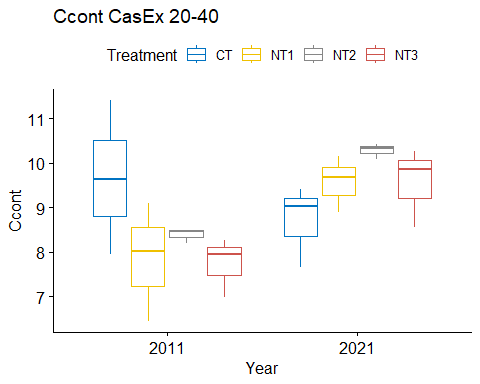 Ccont CasEx 20-40
Treatment CT NT1 NT2 NT3
11
10
9
8
7
Ccont
2011 2021
Year